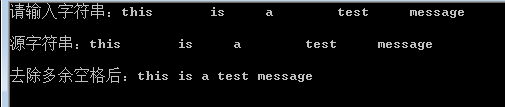 请输入字符串：this       is     a        test     message
源字符串：this       is     a        test     message
去除多余空格后：this is a test message